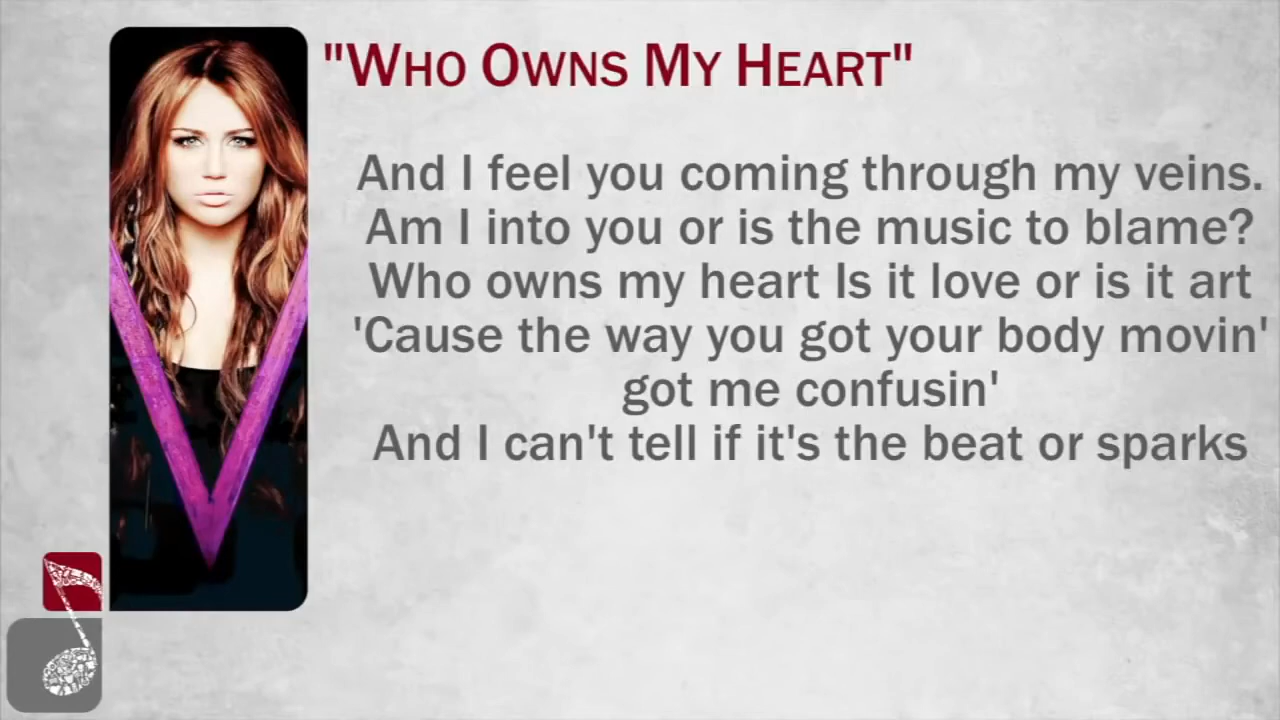 "WHO OWNS MY HEART"
And I feel you coming through my veins.
Am I into you or is the music to blame?
Who owns my heart Is it love or is it art
'Cause the way you got your body movin'
got me confusin'
And I can't tell if it's the beat or sparks